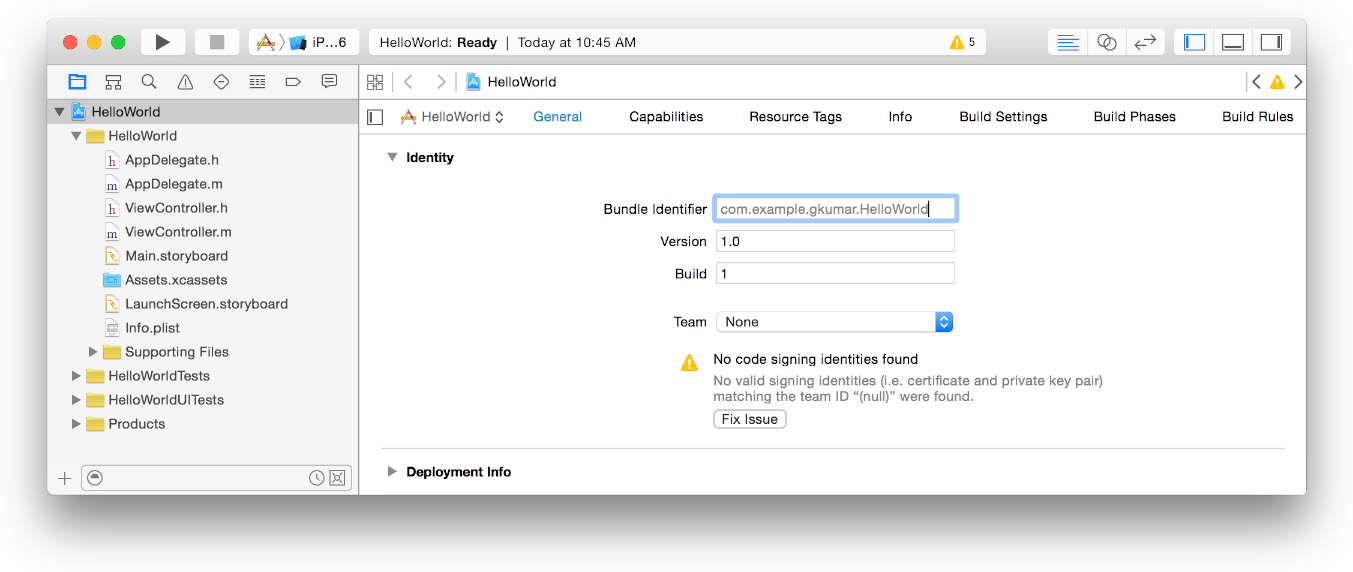 iP...6
HelloWorld: Ready | Today at 10:45 AM
5
HelloWorld
HelloWorld
HelloWorld
General
Capabilities
Resource Tags
Info
Build Settings
Build Phases
Build Rules
HelloWorld
HelloWorld
h AppDelegate.h
m AppDelegate.m
h ViewController.h
m ViewController.m
Main.storyboard
Assets.xcassets
LaunchScreen.storyboard
Info.plist
Supporting Files
HelloWorldTests
HelloWorldUITests
Products
Identity
Bundle Identifier com.example.gkumar.HelloWorld
Version 1.0
Build 1
Team None
No code signing identities found
No valid signing identities (i.e. certificate and private key pair)
matching the team ID “(null)” were found.
Fix Issue
Deployment Info